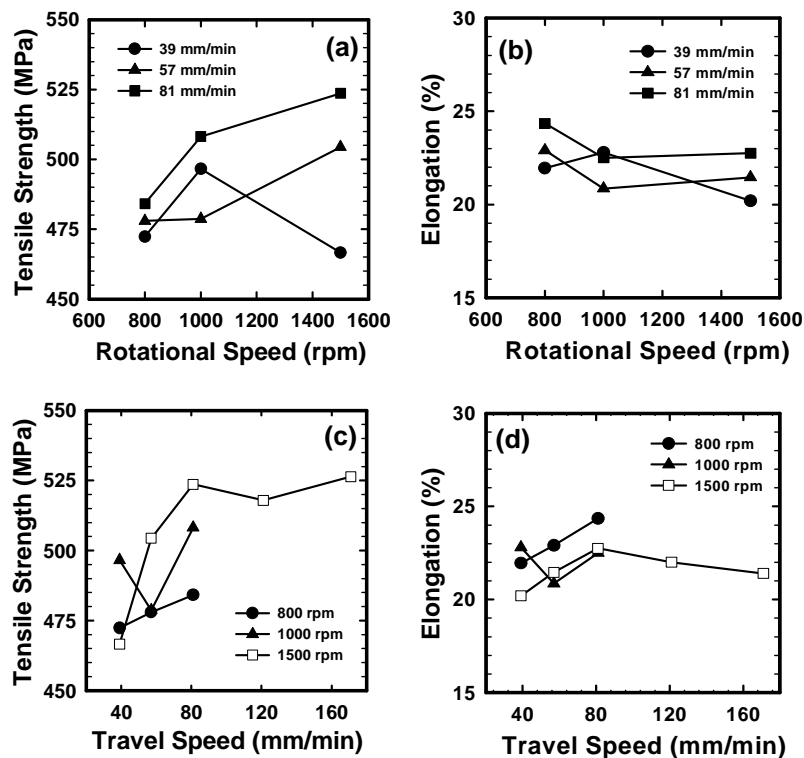 (a)
39 mm/min
57 mm/min
81 mm/min
Tensile Strength (MPa)
550
525
500
475
450
600 800 1000 1200 1400 1600
Rotational Speed (rpm)
(b)
39 mm/min
57 mm/min
81 mm/min
Elongation (%)
30
25
20
15
600 800 1000 1200 1400 1600
Rotational Speed (rpm)
(c)
800 rpm
1000 rpm
1500 rpm
Tensile Strength (MPa)
550
525
500
475
450
40 80 120 160
Travel Speed (mm/min)
(d)
800 rpm
1000 rpm
1500 rpm
Elongation (%)
30
25
20
15
40 80 120 160
Travel Speed (mm/min)